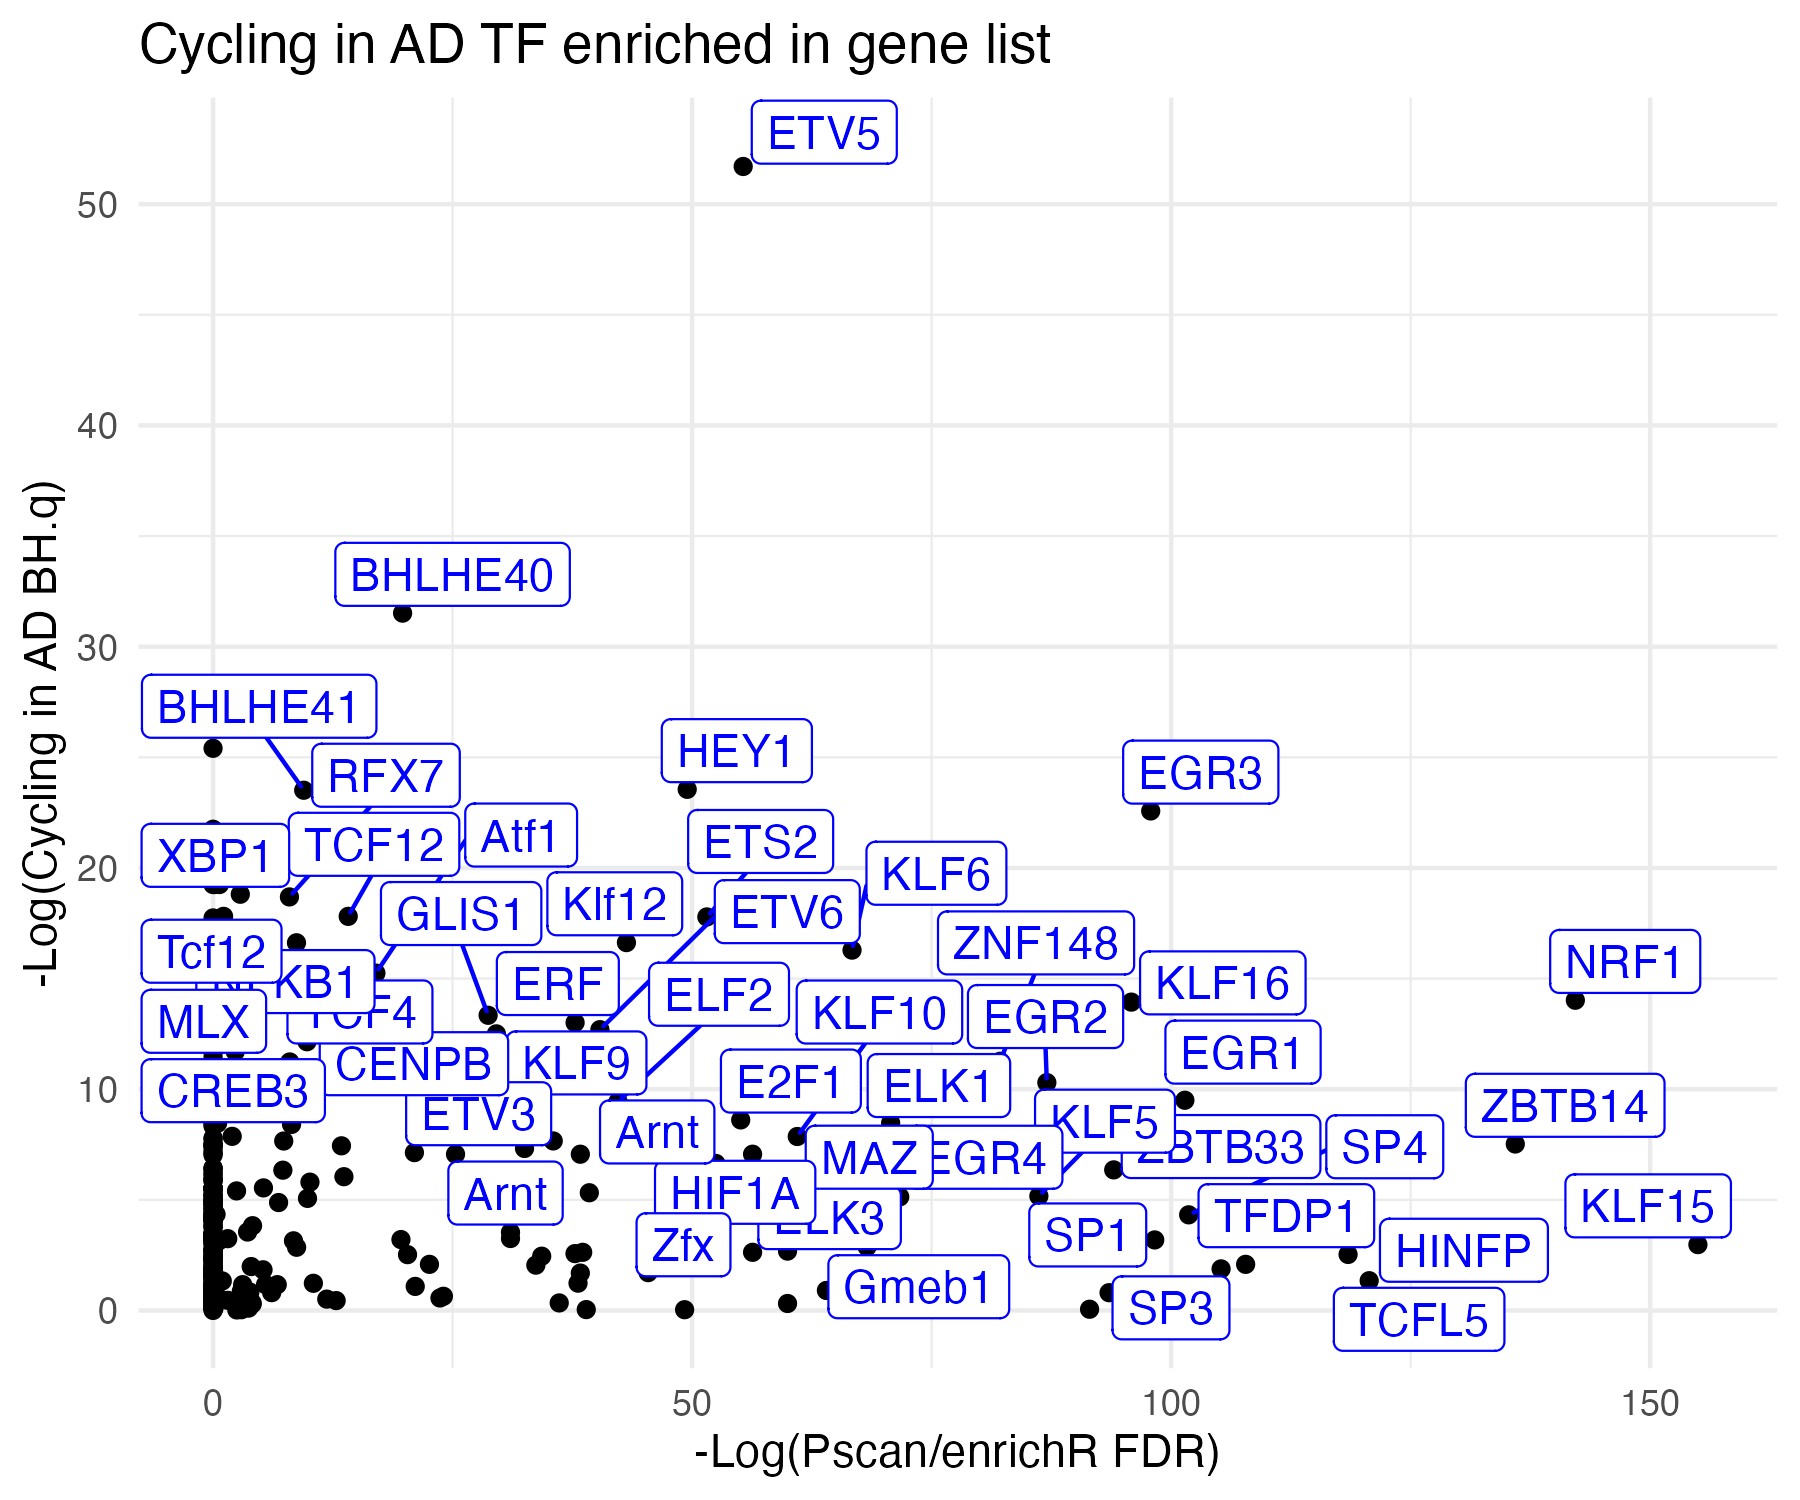 Cycling in AD TF enriched in gene list
ETV5
50
40
BHLHE40
30
BHLHE41
HEY1
EGR3
RFX7
Atf1
ETS2
TCF12
XBP1
KLF6
20
Klf12
GLIS1
ETV6
ZNF148
Tcf12
NRF1
KB1
ERF
KLF16
ELF2
TCF4
KLF10
EGR2
MLX
EGR1
CENPB
KLF9
E2F1
ELK1
10
CREB3
ZBTB14
ETV3
KLF5
Arnt
ZBTB33
SP4
MAZ
EGR4
Arnt
HIF1A
KLF15
ELK3
TFDP1
SP1
Zfx
HINFP
Gmeb1
SP3
0
TCFL5
0
50
100
150
-Log(Pscan/enrichR FDR)
-Log(Cycling in AD BH.q)